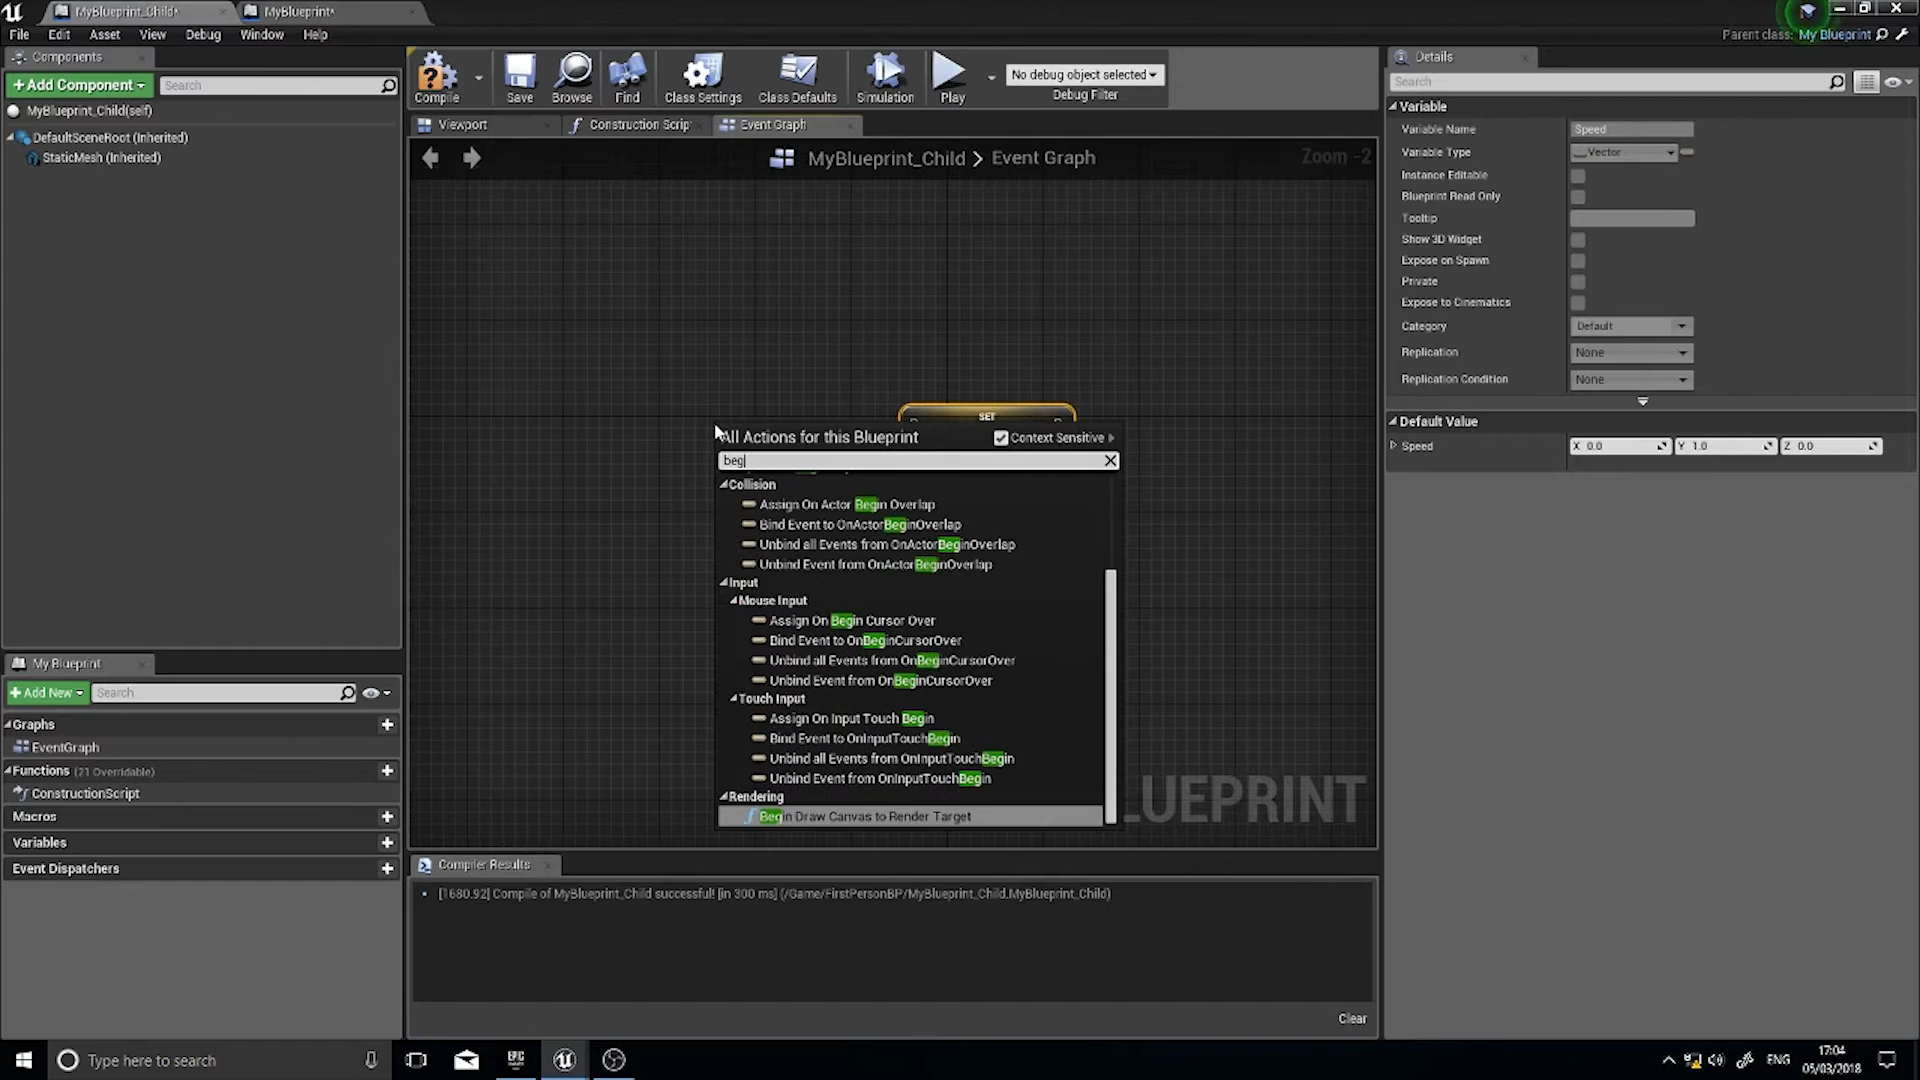 MyBlueprint_Child*
MyBlueprint*
File Edit Asset View Debug Window Help
Parent class: My Blueprint
Components
+Add Component
Search
MyBlueprint_Child(self)
DefaultSceneRoot (Inherited)
StaticMesh (Inherited)
Compile
Save
Browse
Find
Class Settings
Class Defaults
Simulation
Play
No debug object selected
Debug Filter
Viewport
Construction Scrip
Event Graph
MyBlueprint_Child > Event Graph
Zoom -2
SET
All Actions for this Blueprint
Context Sensitive
beg
Collision
Assign On Actor Begin Overlap
Bind Event to OnActorBeginOverlap
Unbind all Events from OnActorBeginOverlap
Unbind Event from OnActorBeginOverlap
Input
Mouse Input
Assign On Begin Cursor Over
Bind Event to OnBeginCursorOver
Unbind all Events from OnBeginCursorOver
Unbind Event from OnBeginCursorOver
Touch Input
Assign On Input Touch Begin
Bind Event to OnInputTouchBegin
Unbind all Events from OnInputTouchBegin
Unbind Event from OnInputTouchBegin
Rendering
Begin Draw Canvas to Render Target
LUEPRINT
My Blueprint
+Add New
Search
Graphs
EventGraph
Functions (21 Overridable)
ConstructionScript
Macros
Variables
Event Dispatchers
Compiler Results
[1680.92] Compile of MyBlueprint_Child successful! [in 300 ms] (/Game/FirstPersonBP/MyBlueprint_Child.MyBlueprint_Child)
Clear
Details
Search
Variable
Variable Name Speed
Variable Type Vector
Instance Editable
Blueprint Read Only
Tooltip
Show 3D Widget
Expose on Spawn
Private
Expose to Cinematics
Category Default
Replication None
Replication Condition None
Default Value
Speed X 0.0 Y 1.0 Z 0.0
Type here to search
EPIC
ENG
17:04
05/03/2018